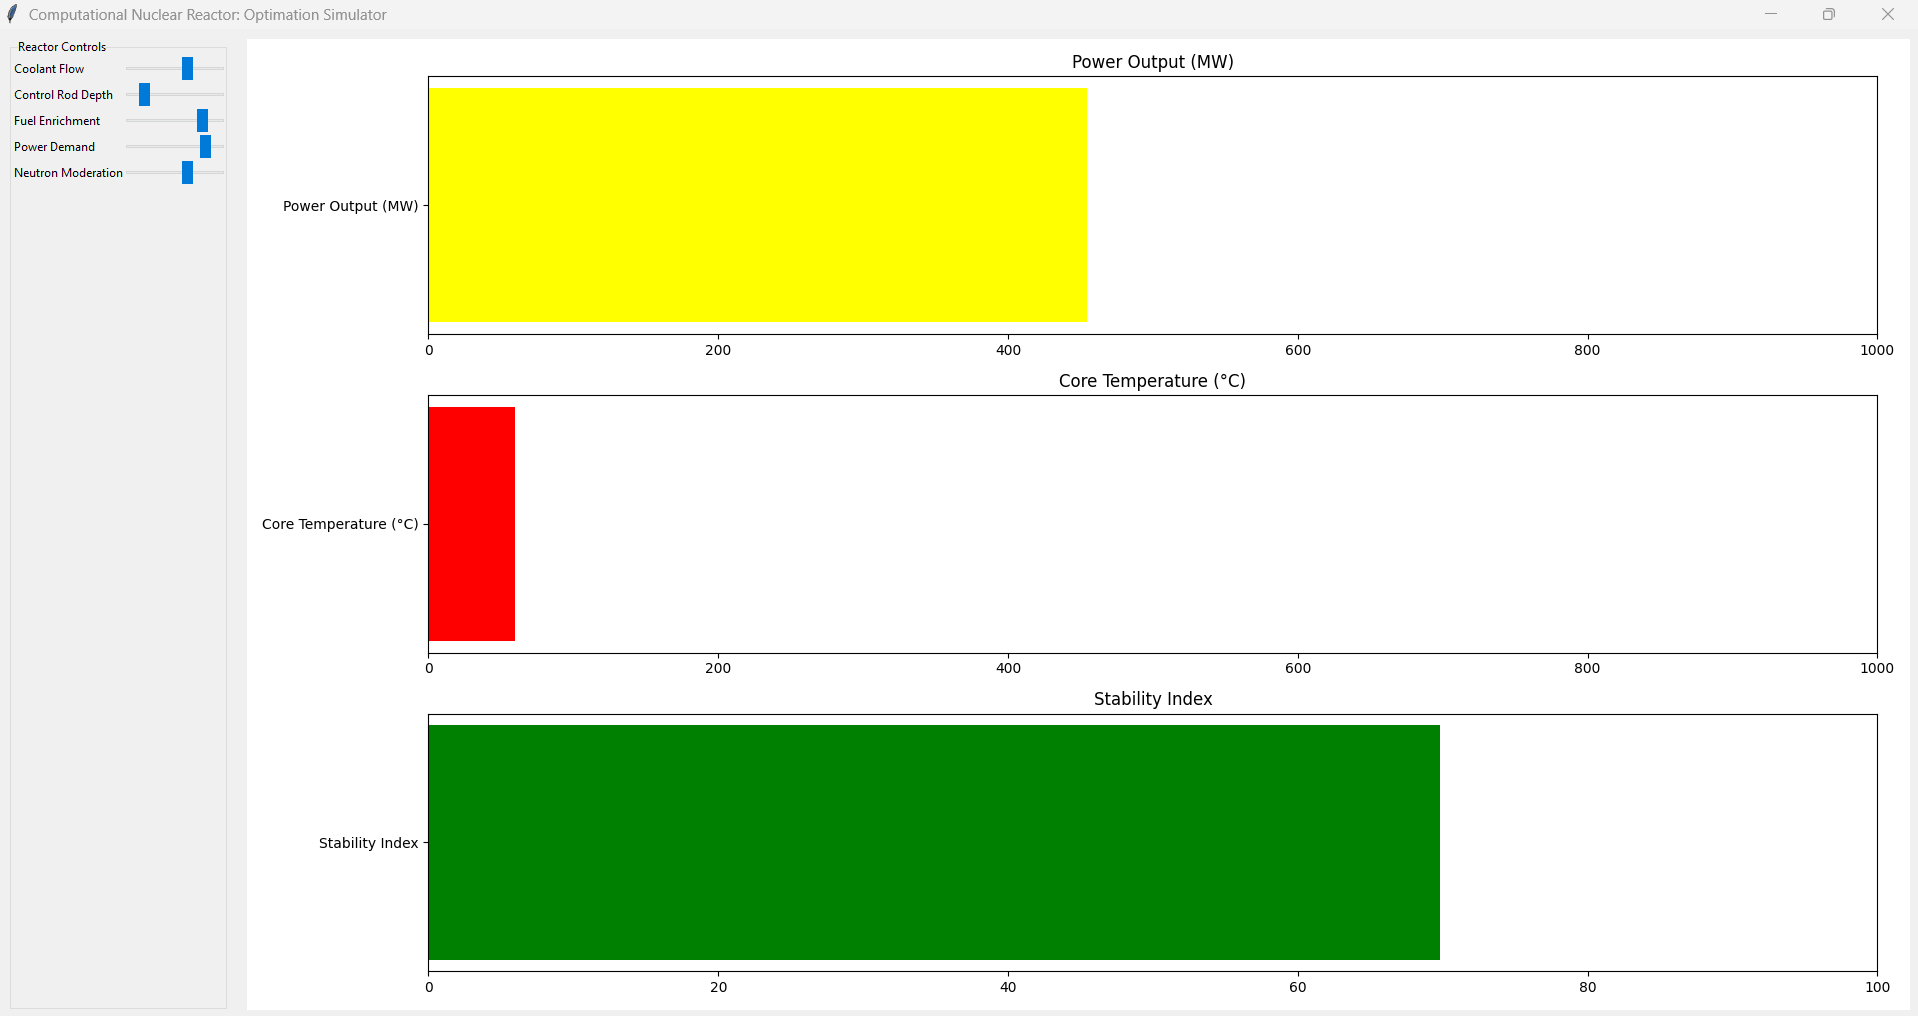 Computational Nuclear Reactor: Optimation Simulator
Reactor Controls
Coolant Flow
Control Rod Depth
Fuel Enrichment
Power Demand
Neutron Moderation
Power Output (MW)
Power Output (MW)
0 200 400 600 800 1000
Core Temperature (°C)
Core Temperature (°C)
0 200 400 600 800 1000
Stability Index
Stability Index
0 20 40 60 80 100